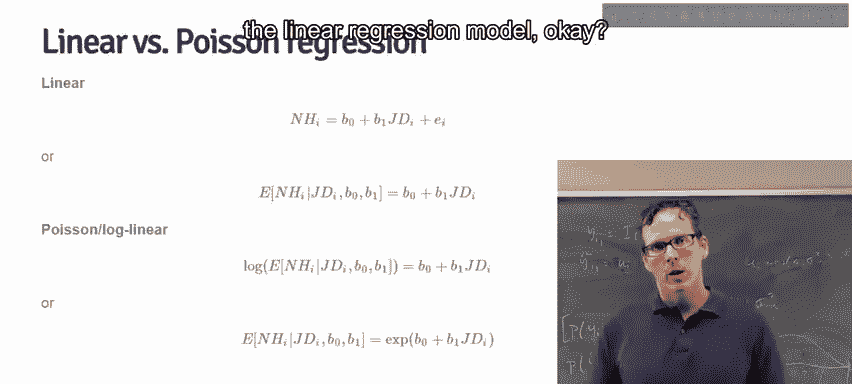 the linear regression model, okay?
Linear vs. Poisson regression
Linear
NH_i = b_0 + b_1 JD_i + e_i
or
E[NH_i|JD_i, b_0, b_1] = b_0 + b_1 JD_i
Poisson/log-linear
log(E[NH_i|JD_i, b_0, b_1]) = b_0 + b_1 JD_i
or
E[NH_i|JD_i, b_0, b_1] = exp(b_0 + b_1 JD_i)